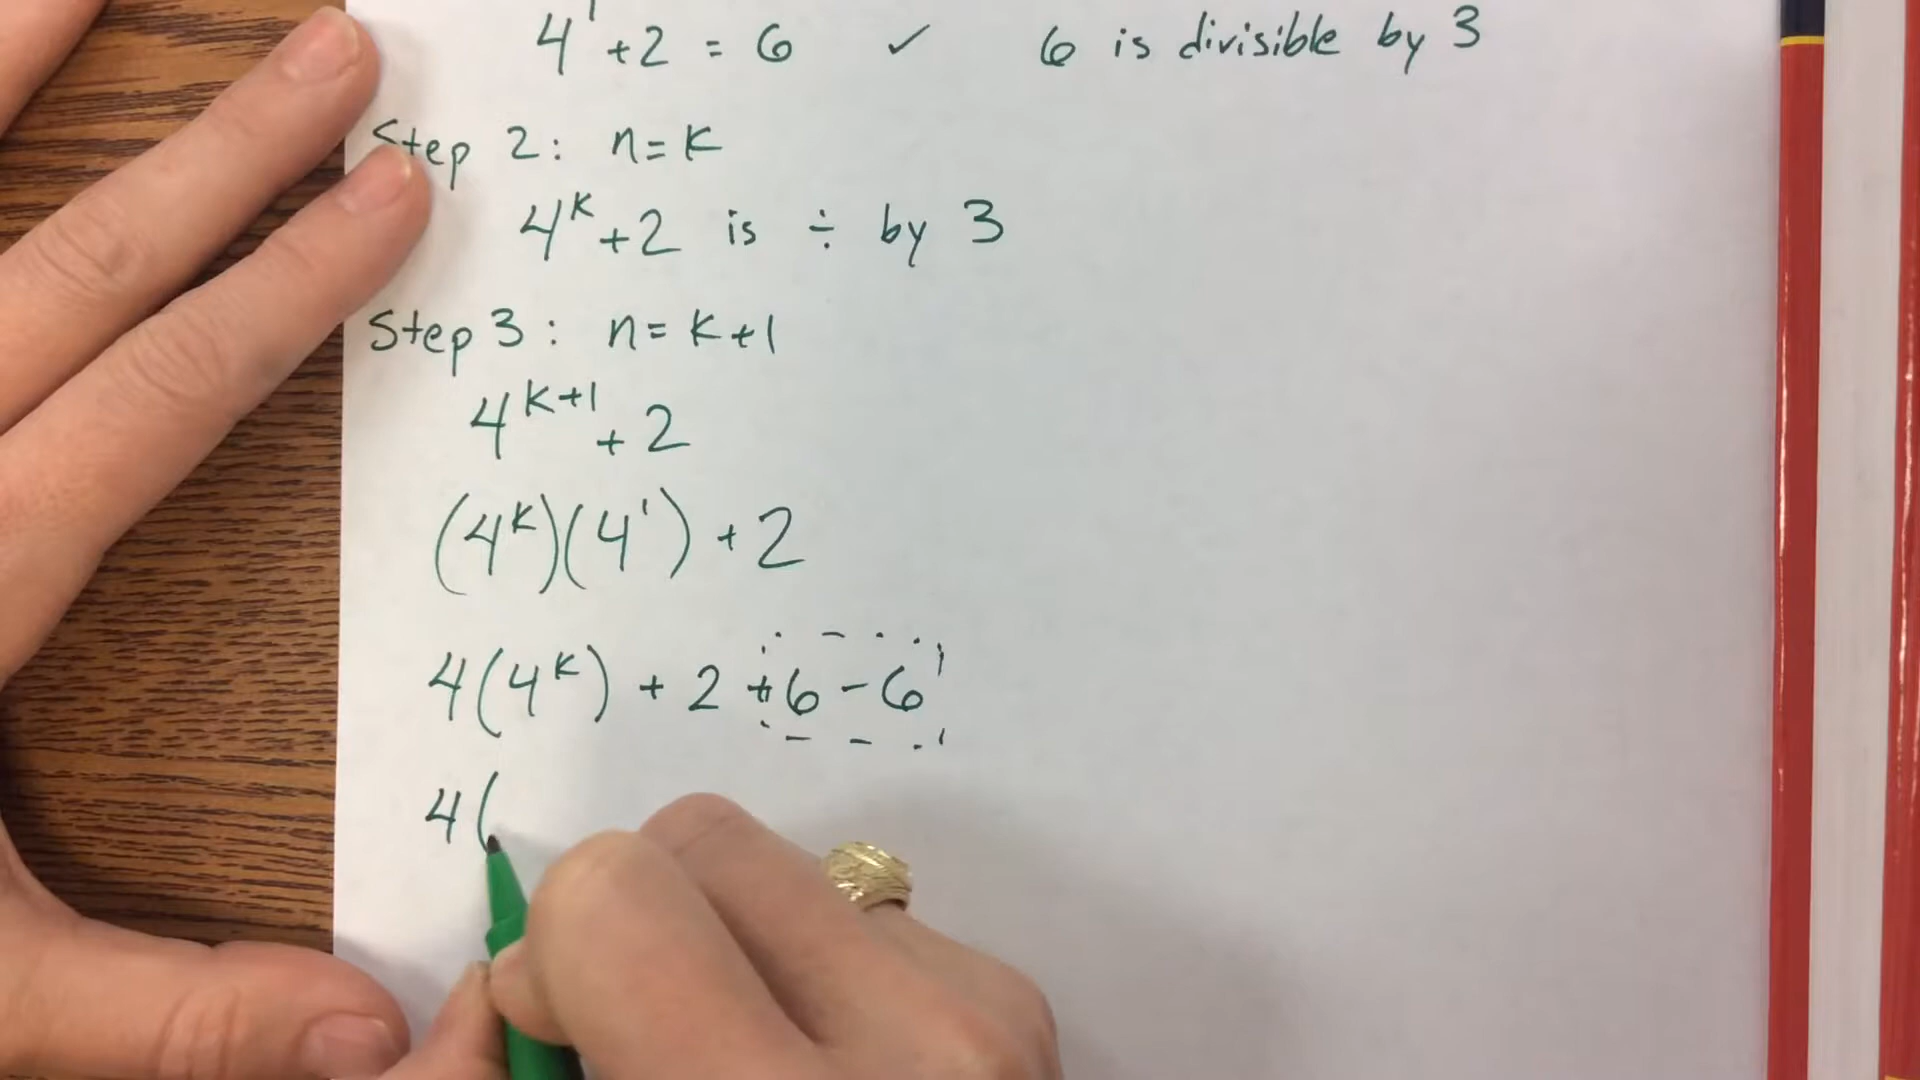 4¹ + 2 = 6 ✓ 6 is divisible by 3
Step 2: n = k
4ᵏ + 2 is ÷ by 3
Step 3: n = k + 1
4ᵏ⁺¹ + 2
(4ᵏ)(4¹) + 2
4(4ᵏ) + 2 + 6 - 6
4(